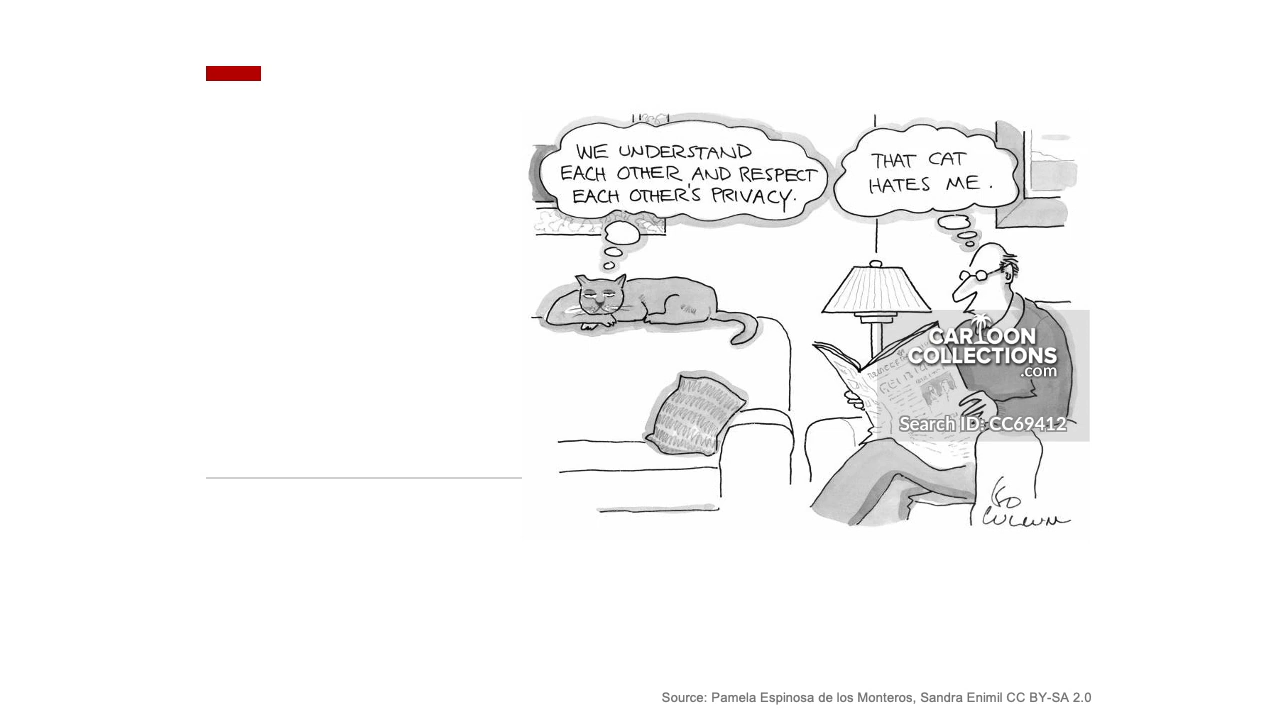 WE UNDERSTAND
EACH OTHER AND RESPECT
EACH OTHER'S PRIVACY.
THAT CAT
HATES ME.
CARTOON
COLLECTIONS
.com
Search ID: CC69412
Source: Pamela Espinosa de los Monteros, Sandra Enimil CC BY-SA 2.0